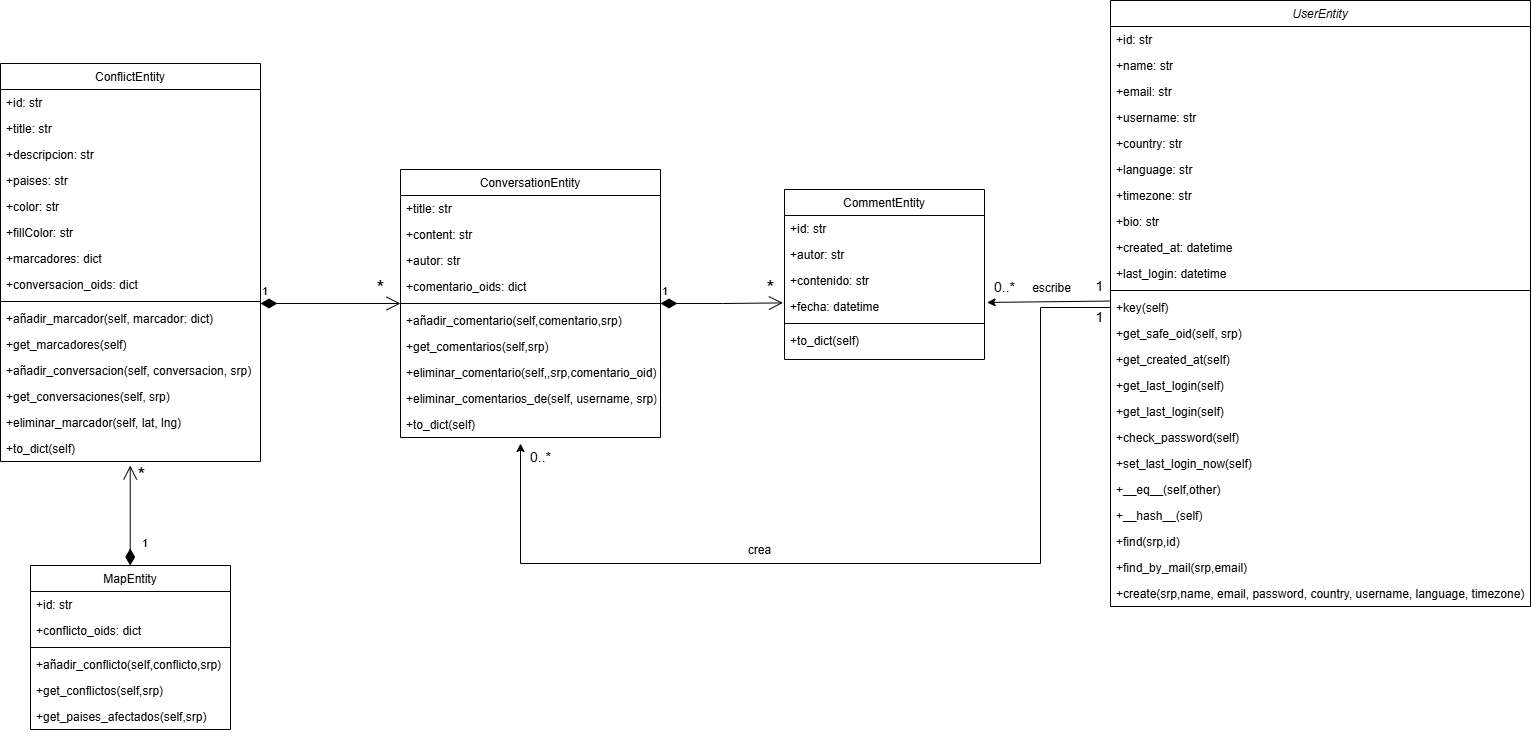 ConflictEntity
+id: str
+title: str
+descripcion: str
+paises: str
+color: str
+fillColor: str
+marcadores: dict
+conversacion_oids: dict
+añadir_marcador(self, marcador: dict)
+get_marcadores(self)
+añadir_conversacion(self, conversacion, srp)
+get_conversaciones(self, srp)
+eliminar_marcador(self, lat, lng)
+to_dict(self)
1
*
*
1
MapEntity
+id: str
+conflicto_oids: dict
+añadir_conflicto(self,conflicto,srp)
+get_conflictos(self,srp)
+get_paises_afectados(self,srp)
ConversationEntity
+title: str
+content: str
+autor: str
+comentario_oids: dict
+añadir_comentario(self,comentario,srp)
+get_comentarios(self,srp)
+eliminar_comentario(self,,srp,comentario_oid)
+eliminar_comentarios_de(self, username, srp)
+to_dict(self)
1
*
0..*
crea
CommentEntity
+id: str
+autor: str
+contenido: str
+fecha: datetime
+to_dict(self)
0..*
escribe
1
1
UserEntity
+id: str
+name: str
+email: str
+username: str
+country: str
+language: str
+timezone: str
+bio: str
+created_at: datetime
+last_login: datetime
+key(self)
+get_safe_oid(self, srp)
+get_created_at(self)
+get_last_login(self)
+get_last_login(self)
+check_password(self)
+set_last_login_now(self)
+__eq__(self,other)
+__hash__(self)
+find(srp,id)
+find_by_mail(srp,email)
+create(srp,name, email, password, country, username, language, timezone)